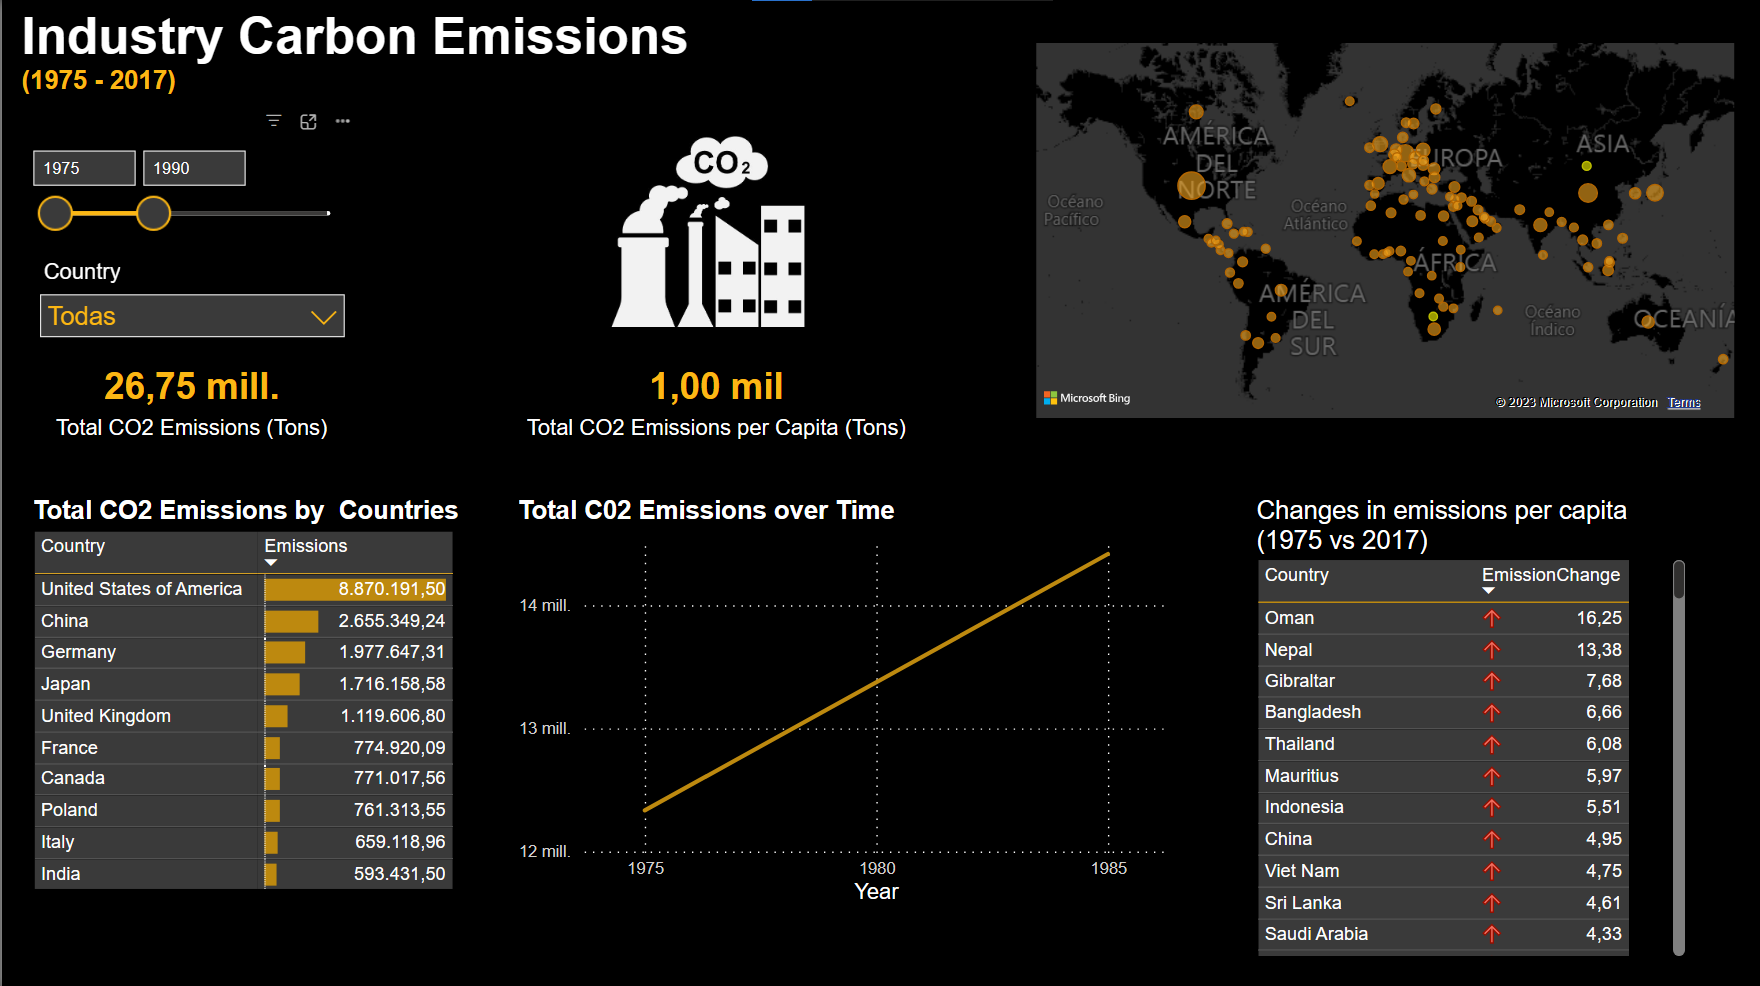 Industry Carbon Emissions
(1975 - 2017)
1975
1990
Country
Todas
26,75 mill.
Total CO2 Emissions (Tons)
CO2
1,00 mil
Total CO2 Emissions per Capita (Tons)
AMÉRICA
DEL
NORTE
EUROPA
ASIA
Océano
Pacífico
Océano
Atlántico
ÁFRICA
AMÉRICA
DEL
SUR
Océano
Índico
OCEANÍA
Microsoft Bing
© 2023 Microsoft Corporation Terms
Total CO2 Emissions by Countries
Country Emissions
United States of America 8.870.191,50
China 2.655.349,24
Germany 1.977.647,31
Japan 1.716.158,58
United Kingdom 1.119.606,80
France 774.920,09
Canada 771.017,56
Poland 761.313,55
Italy 659.118,96
India 593.431,50
Total C02 Emissions over Time
14 mill.
13 mill.
12 mill.
1975 1980 1985
Year
Changes in emissions per capita
(1975 vs 2017)
Country EmissionChange
Oman 16,25
Nepal 13,38
Gibraltar 7,68
Bangladesh 6,66
Thailand 6,08
Mauritius 5,97
Indonesia 5,51
China 4,95
Viet Nam 4,75
Sri Lanka 4,61
Saudi Arabia 4,33